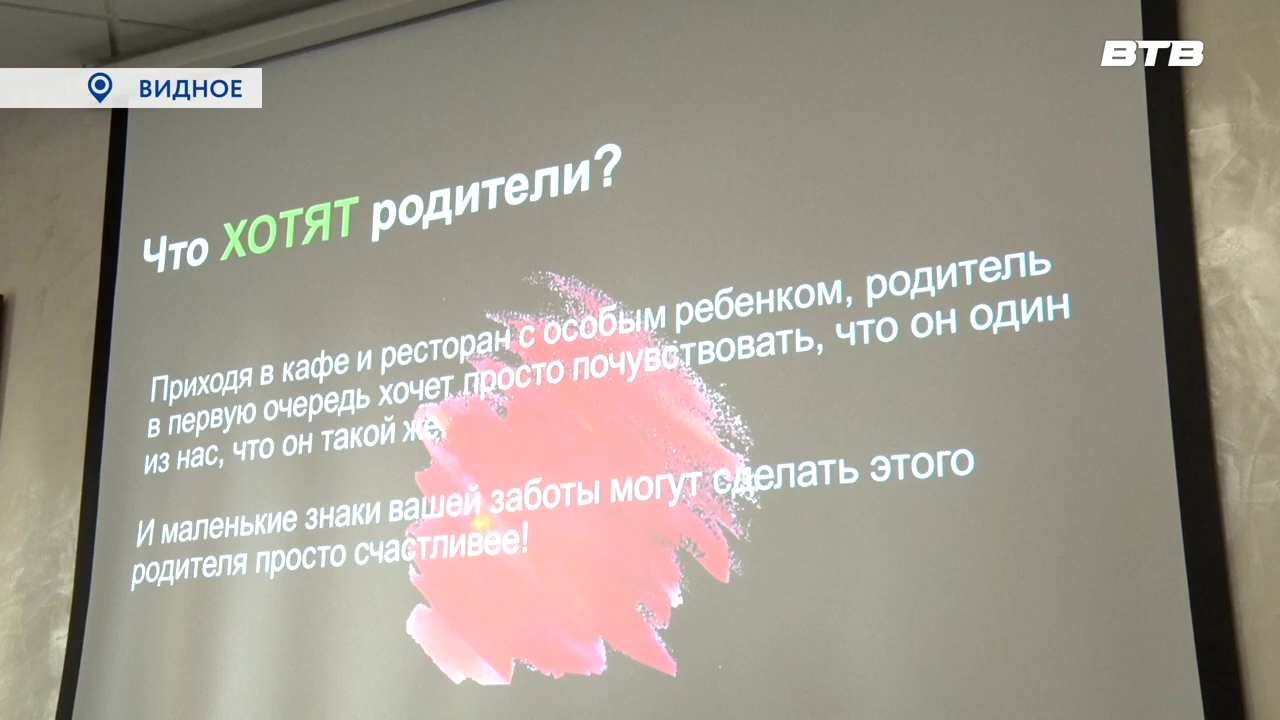 ВТВ
ВИДНОЕ
Что ХОТЯТ родители?
Приходя в кафе и ресторан с особым ребенком, родитель
в первую очередь хочет просто почувствовать, что он один
из нас, что он такой же.
И маленькие знаки вашей заботы могут сделать этого
родителя просто счастливее!